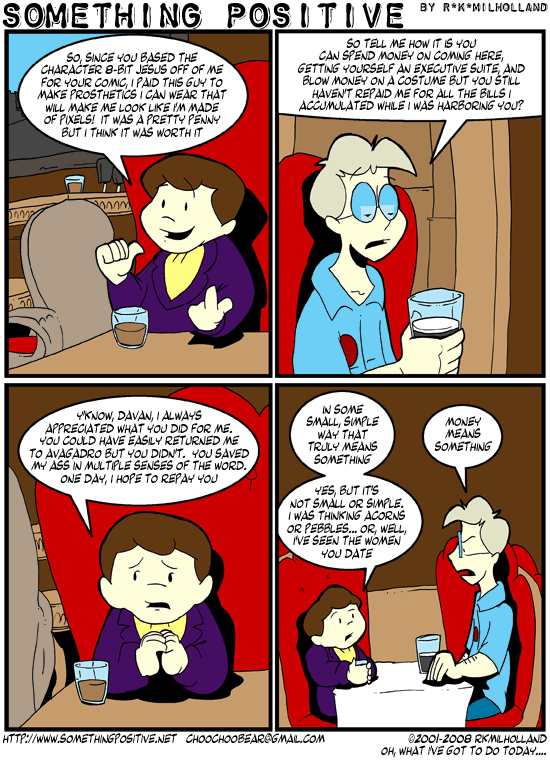 SOMETHING POSITIVE
BY R*K*MILHOLLAND
SO, SINCE YOU BASED THE
CHARACTER 8-BIT JESUS OFF OF ME
FOR YOUR COMIC, I PAID THIS GUY TO
MAKE PROSTHETICS I CAN WEAR THAT
WILL MAKE ME LOOK LIKE I'M MADE
OF PIXELS! IT WAS A PRETTY PENNY
BUT I THINK IT WAS WORTH IT
SO TELL ME HOW IT IS YOU
CAN SPEND MONEY ON COMING HERE,
GETTING YOURSELF AN EXECUTIVE SUITE, AND
BLOW MONEY ON A COSTUME BUT YOU STILL
HAVEN'T REPAID ME FOR ALL THE BILLS I
ACCUMULATED WHILE I WAS HARBORING YOU?
Y'KNOW, DAVAN, I ALWAYS
APPRECIATED WHAT YOU DID FOR ME.
YOU COULD HAVE EASILY RETURNED ME
TO AVAGADRO BUT YOU DIDN'T. YOU SAVED
MY ASS IN MULTIPLE SENSES OF THE WORD.
ONE DAY, I HOPE TO REPAY YOU
IN SOME
SMALL, SIMPLE
WAY THAT
TRULY MEANS
SOMETHING
MONEY
MEANS
SOMETHING
YES, BUT IT'S
NOT SMALL OR SIMPLE.
I WAS THINKING ACORNS
OR PEBBLES... OR, WELL,
I'VE SEEN THE WOMEN
YOU DATE
HTTP://WWW.SOMETHINGPOSITIVE.NET CHOOCHOOBEAR@GMAIL.COM
©2001-2008 RKMILHOLLAND
OH, WHAT I'VE GOT TO DO TODAY....